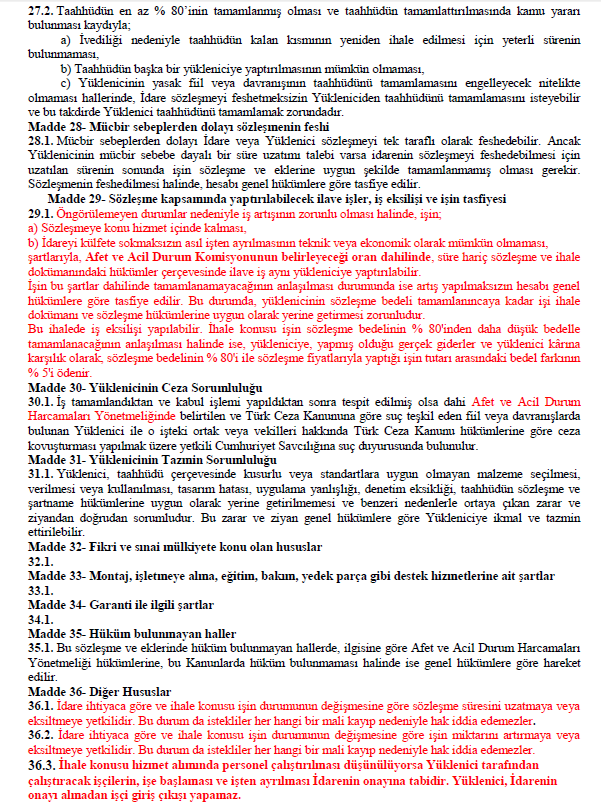 27.2. Taahhüdün en az % 80’inin tamamlanmış olması ve taahhüdün tamamlattırılmasında kamu yararı
bulunması kaydıyla;
a) İvediliği nedeniyle taahhüdün kalan kısmının yeniden ihale edilmesi için yeterli sürenin
bulunmaması,
b) Taahhüdün başka bir yükleniciye yaptırılmasının mümkün olmaması,
c) Yüklenicinin yasak fiil veya davranışının taahhüdünü tamamlamasını engelleyecek nitelikte
olmaması hallerinde, İdare sözleşmeyi feshetmeksizin Yükleniciden taahhüdünü tamamlamasını isteyebilir
ve bu takdirde Yüklenici taahhüdünü tamamlamak zorundadır.
Madde 28- Mücbir sebeplerden dolayı sözleşmenin feshi
28.1. Mücbir sebeplerden dolayı İdare veya Yüklenici sözleşmeyi tek taraflı olarak feshedebilir. Ancak
Yüklenicinin mücbir sebebe dayalı bir süre uzatımı talebi varsa idarenin sözleşmeyi feshedebilmesi için
uzatılan sürenin sonunda işin sözleşme ve eklerine uygun şekilde tamamlanmamış olması gerekir.
Sözleşmenin feshedilmesi halinde, hesabı genel hükümlere göre tasfiye edilir.
Madde 29- Sözleşme kapsamında yaptırılabilecek ilave işler, iş eksilişi ve işin tasfiyesi
29.1. Öngörülemeyen durumlar nedeniyle iş artışının zorunlu olması halinde, işin;
a) Sözleşmeye konu hizmet içinde kalması,
b) İdareyi külfete sokmaksızın asıl işten ayrılmasının teknik veya ekonomik olarak mümkün olmaması,
şartlarıyla, Afet ve Acil Durum Komisyonunun belirleyeceği oran dahilinde, süre hariç sözleşme ve ihale
dokümanındaki hükümler çerçevesinde ilave iş aynı yükleniciye yaptırılabilir.
İşin bu şartlar dahilinde tamamlanamayacağının anlaşılması durumunda ise artış yapılmaksızın hesabı genel
hükümlere göre tasfiye edilir. Bu durumda, yüklenicinin sözleşme bedeli tamamlanıncaya kadar işi ihale
dokümanı ve sözleşme hükümlerine uygun olarak yerine getirmesi zorunludur.
Bu ihalede iş eksilişi yapılabilir. İhale konusu işin sözleşme bedelinin % 80'inden daha düşük bedelle
tamamlanacağının anlaşılması halinde ise, yükleniciye, yapmış olduğu gerçek giderler ve yüklenici kârına
karşılık olarak, sözleşme bedelinin % 80'i ile sözleşme fiyatlarıyla yaptığı işin tutarı arasındaki bedel farkının
% 5'i ödenir.
Madde 30- Yüklenicinin Ceza Sorumluluğu
30.1. İş tamamlandıktan ve kabul işlemi yapıldıktan sonra tespit edilmiş olsa dahi Afet ve Acil Durum
Harcamaları Yönetmeliğinde belirtilen ve Türk Ceza Kanununa göre suç teşkil eden fiil veya davranışlarda
bulunan Yüklenici ile o işteki ortak veya vekilleri hakkında Türk Ceza Kanunu hükümlerine göre ceza
kovuşturması yapılmak üzere yetkili Cumhuriyet Savcılığına suç duyurusunda bulunulur.
Madde 31- Yüklenicinin Tazmin Sorumluluğu
31.1. Yüklenici, taahhüdü çerçevesinde kusurlu veya standartlara uygun olmayan malzeme seçilmesi,
verilmesi veya kullanılması, tasarım hatası, uygulama yanlışlığı, denetim eksikliği, taahhüdün sözleşme ve
şartname hükümlerine uygun olarak yerine getirilmemesi ve benzeri nedenlerle ortaya çıkan zarar ve
ziyandan doğrudan sorumludur. Bu zarar ve ziyan genel hükümlere göre Yükleniciye ikmal ve tazmin
ettirilebilir.
Madde 32- Fikri ve sınai mülkiyete konu olan hususlar
32.1.
Madde 33- Montaj, işletmeye alma, eğitim, bakım, yedek parça gibi destek hizmetlerine ait şartlar
33.1.
Madde 34- Garanti ile ilgili şartlar
34.1.
Madde 35- Hüküm bulunmayan haller
35.1. Bu sözleşme ve eklerinde hüküm bulunmayan hallerde, ilgisine göre Afet ve Acil Durum Harcamaları
Yönetmeliği hükümlerine, bu Kanunlarda hüküm bulunmaması halinde ise genel hükümlere göre hareket
edilir.
Madde 36- Diğer Hususlar
36.1. İdare ihtiyaca göre ve ihale konusu işin durumunun değişmesine göre sözleşme süresini uzatmaya veya
eksiltmeye yetkilidir. Bu durum da istekliler her hangi bir mali kayıp nedeniyle hak iddia edemezler.
36.2. İdare ihtiyaca göre ve ihale konusu işin durumunun değişmesine göre işin miktarını artırmaya veya
eksiltmeye yetkilidir. Bu durum da istekliler her hangi bir mali kayıp nedeniyle hak iddia edemezler.
36.3. İhale konusu hizmet alımında personel çalıştırılması düşünülüyorsa Yüklenici tarafından
çalıştıracak işçilerin, işe başlaması ve işten ayrılması İdarenin onayına tabidir. Yüklenici, İdarenin
onayı almadan işçi giriş çıkışı yapamaz.